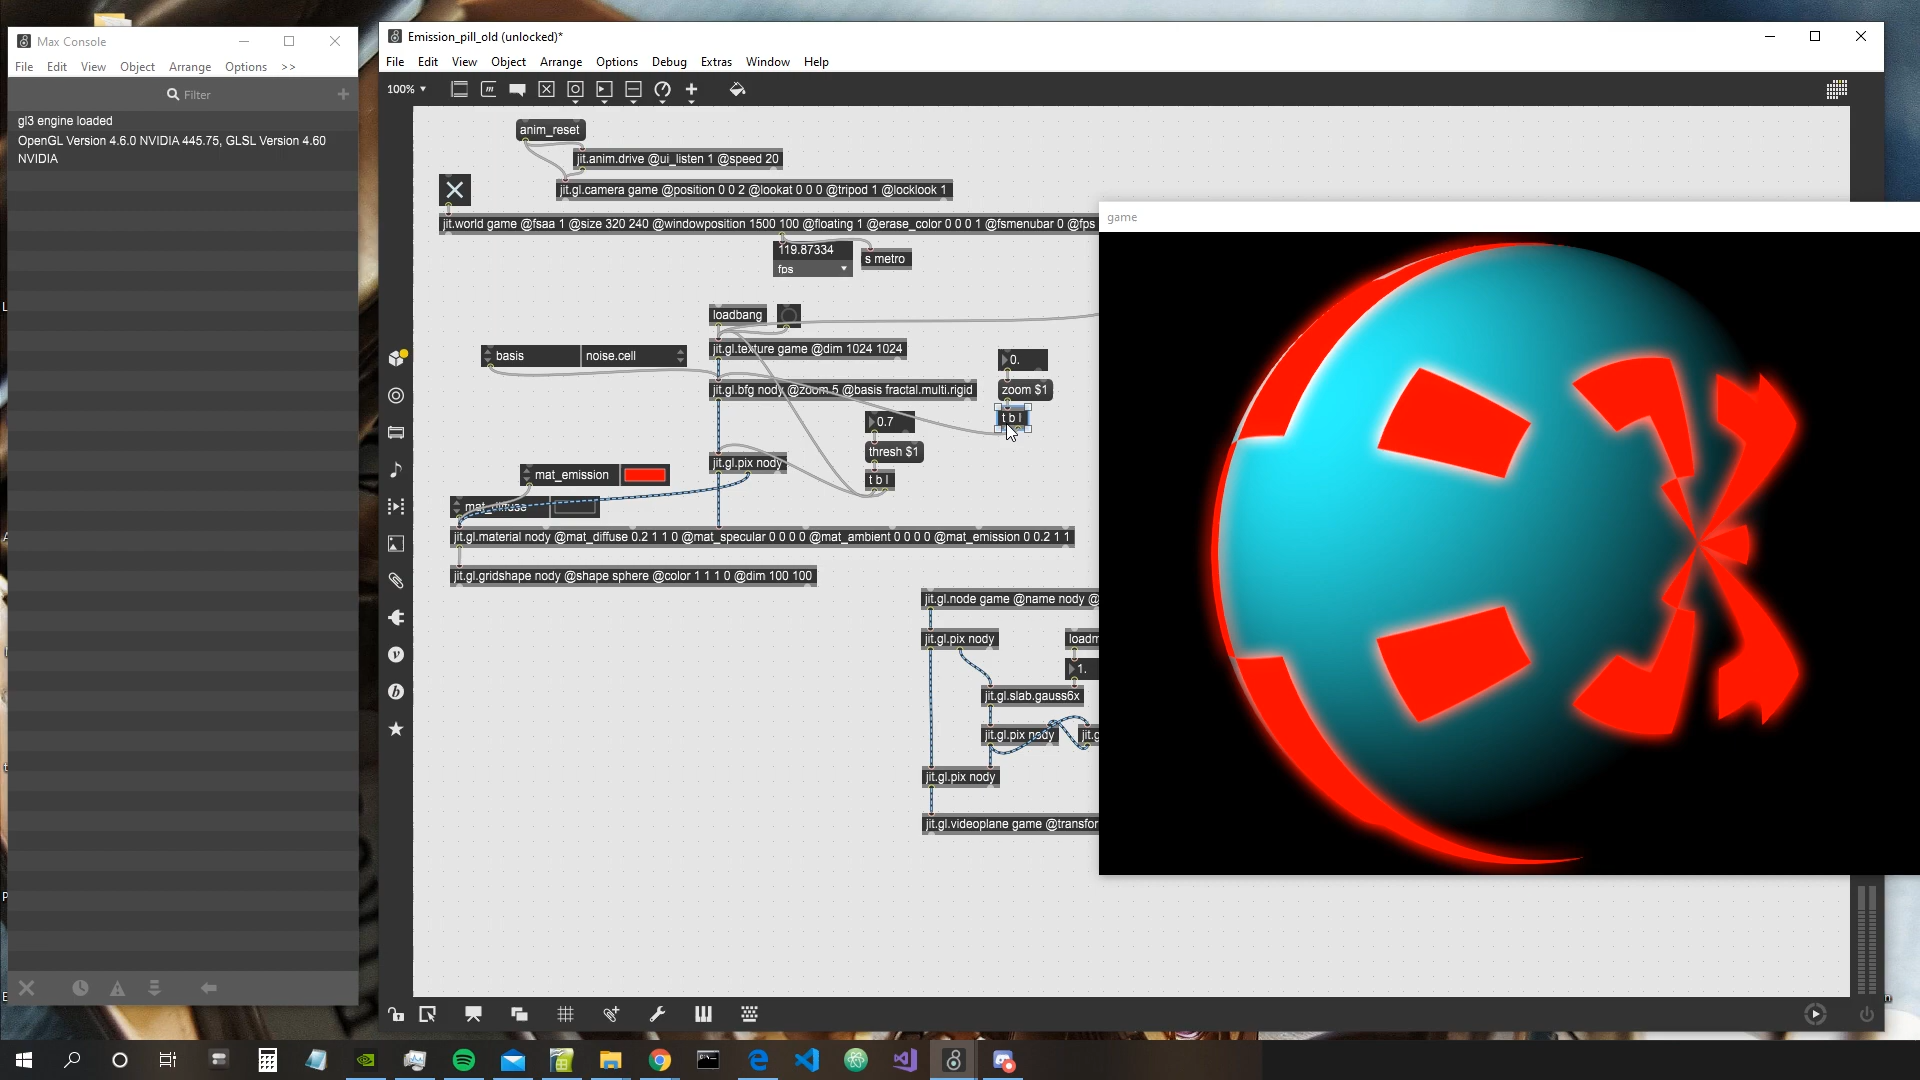 Max Console
File Edit View Object Arrange Options >>
Filter
gl3 engine loaded
OpenGL Version 4.6.0 NVIDIA 445.75, GLSL Version 4.60
NVIDIA
Emission_pill_old (unlocked)*
File Edit View Object Arrange Options Debug Extras Window Help
100%
anim_reset
jit.anim.drive @ui_listen 1 @speed 20
jit.gl.camera game @position 0 0 2 @lookat 0 0 0 @tripod 1 @locklook 1
jit.world game @fsaa 1 @size 320 240 @windowposition 1500 100 @floating 1 @erase_color 0 0 0 1 @fsmenubar 0 @fps
119.87334
fps
s metro
game
loadbang
jit.gl.texture game @dim 1024 1024
basis noise.cell
0.
jit.gl.bfg nody @zoom 5 @basis fractal.multi.rigid
zoom $1
t b l
0.7
thresh $1
jit.gl.pix nody
t b l
mat_emission
mat_diffuse
jit.gl.material nody @mat_diffuse 0.2 1 1 0 @mat_specular 0 0 0 0 @mat_ambient 0 0 0 0 @mat_emission 0 0.2 1 1
jit.gl.gridshape nody @shape sphere @color 1 1 1 0 @dim 100 100
jit.gl.node game @name nody @
jit.gl.pix nody
loadm
1.
jit.gl.slab.gauss6x
jit.gl.pix nody
jit.g
jit.gl.pix nody
jit.gl.videoplane game @transfor